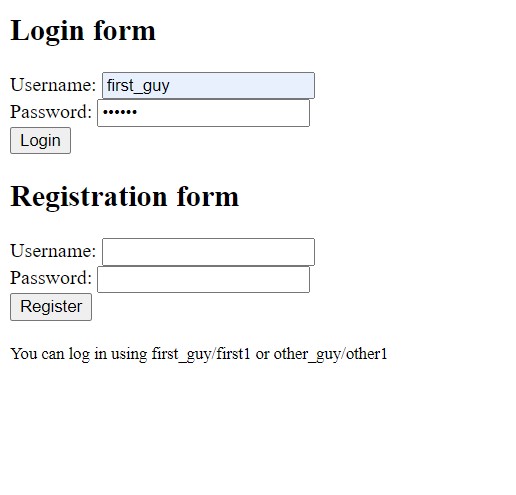 Login form
Username: first_guy
Password: ••••••
Login
Registration form
Username:
Password:
Register
You can log in using first_guy/first1 or other_guy/other1